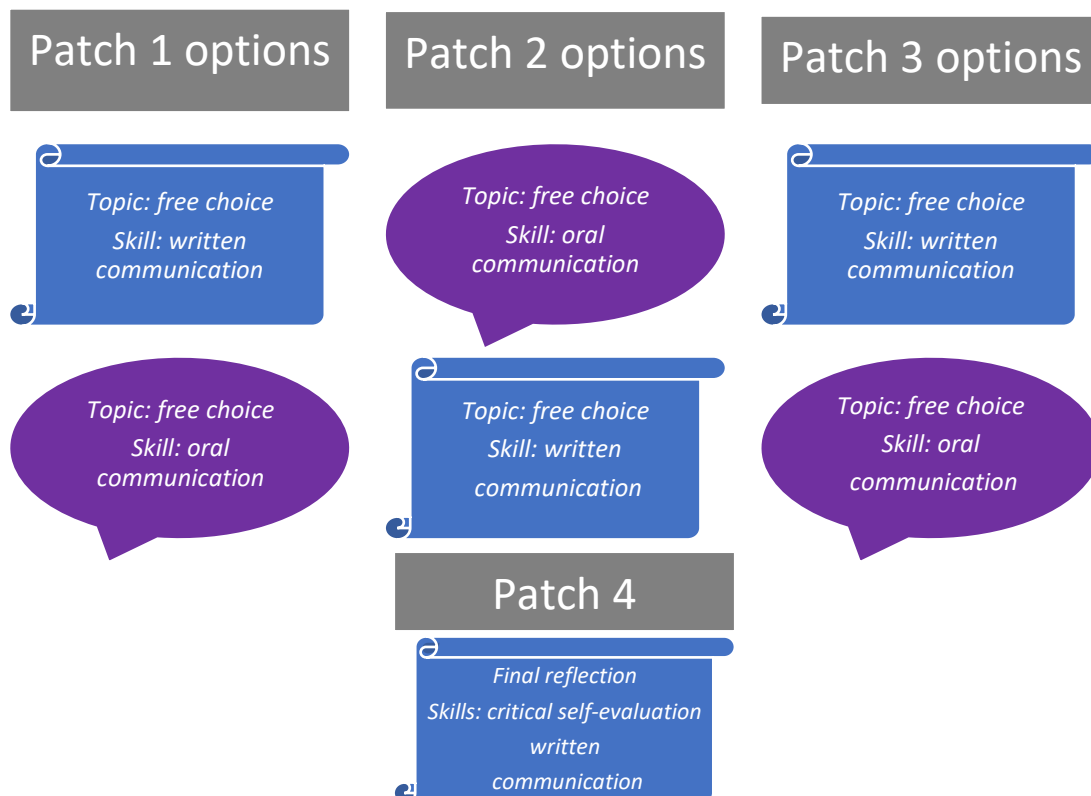 Patch 1 options
Topic: free choice
Skill: written
communication
Topic: free choice
Skill: oral
communication
Patch 2 options
Topic: free choice
Skill: oral
communication
Topic: free choice
Skill: written
communication
Patch 3 options
Topic: free choice
Skill: written
communication
Topic: free choice
Skill: oral
communication
Patch 4
Final reflection
Skills: critical self-evaluation
written
communication